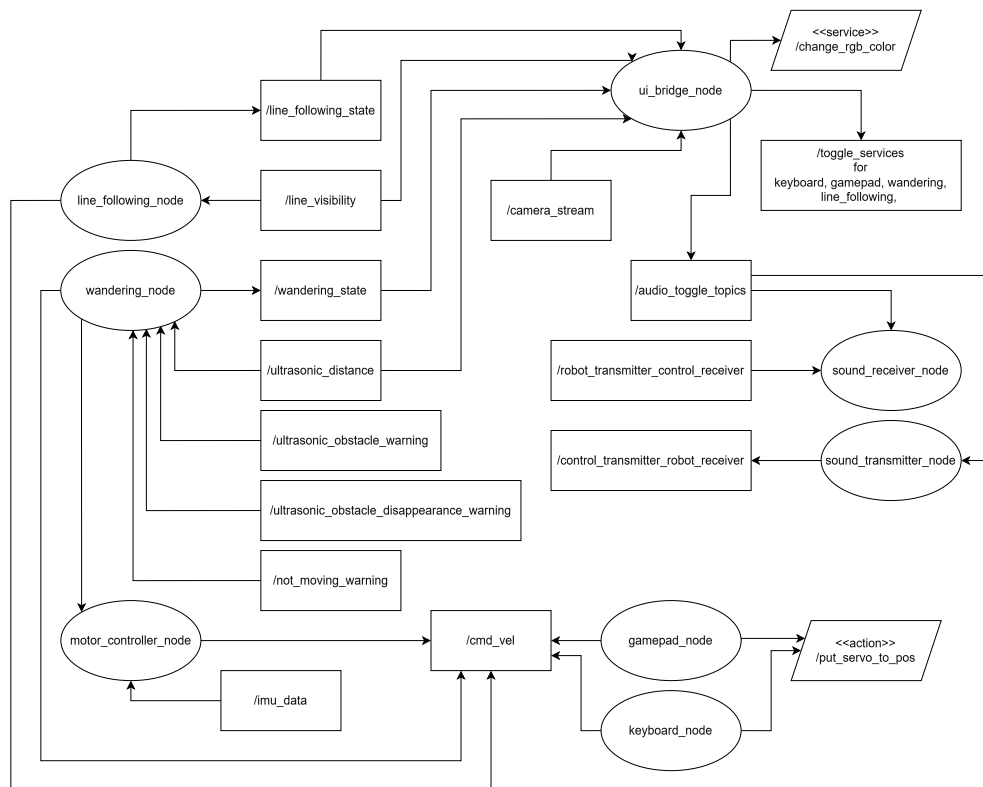 <<service>>
/change_rgb_color
ui_bridge_node
/line_following_state
/toggle_services
for
keyboard, gamepad, wandering,
line_following,
line_following_node
/line_visibility
/camera_stream
wandering_node
/wandering_state
/audio_toggle_topics
/ultrasonic_distance
/robot_transmitter_control_receiver
sound_receiver_node
/ultrasonic_obstacle_warning
/control_transmitter_robot_receiver
sound_transmitter_node
/ultrasonic_obstacle_disappearance_warning
/not_moving_warning
motor_controller_node
/cmd_vel
gamepad_node
<<action>>
/put_servo_to_pos
/imu_data
keyboard_node